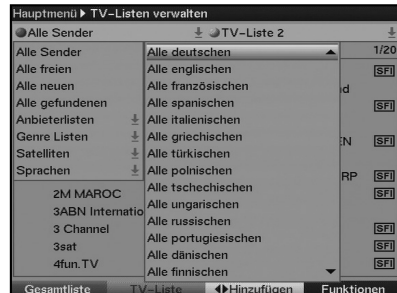 Hauptmenü ▶ TV-Listen verwalten
Alle Sender TV-Liste 2
Alle Sender
Alle freien
Alle neuen
Alle gefundenen
Anbieterlisten
Genre Listen
Satelliten
Sprachen
Alle deutschen
Alle englischen
Alle französischen
Alle spanischen
Alle italienischen
Alle griechischen
Alle türkischen
Alle polnischen
Alle tschechischen
Alle ungarischen
Alle russischen
Alle portugiesischen
Alle dänischen
Alle finnischen
1/20
SFI
d
SFI
EN SFI
RP SFI
SFI
SFI
SFI
SFI
2M MAROC
3ABN Internatio
3 Channel
3sat
4fun.TV
Gesamtliste TV-Liste Hinzufügen Funktionen